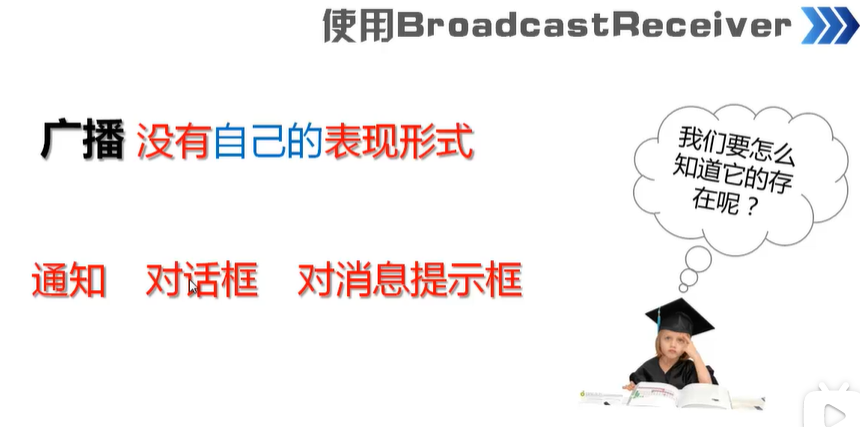 使用BroadcastReceiver
广播 没有自己的表现形式
我们要怎么
知道它的存
在呢？
通知 对话框 对消息提示框